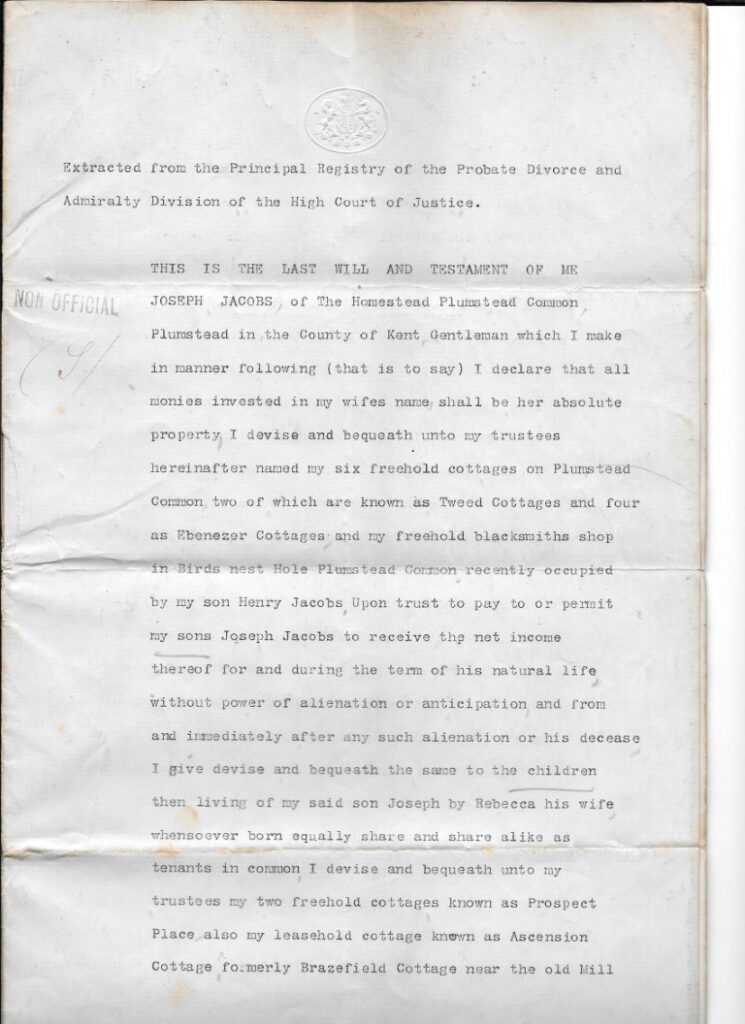 Extracted from the Principal Registry of the Probate Divorce and
Admiralty Division of the High Court of Justice.
THIS IS THE LAST WILL AND TESTAMENT OF ME
NON OFFICIAL
JOSEPH JACOBS, of The Homestead Plumstead Common
Plumstead in the County of Kent Gentleman which I make
in manner following (that is to say) I declare that all
monies invested in my wifes name shall be her absolute
property I devise and bequeath unto my trustees
hereinafter named my six freehold cottages on Plumstead
Common two of which are known as Tweed Cottages and four
as Ebenezer Cottages and my freehold blacksmiths shop
in Birds nest Hole Plumstead Common recently occupied
by my son Henry Jacobs Upon trust to pay to or permit
my sons Joseph Jacobs to receive the net income
thereof for and during the term of his natural life
without power of alienation or anticipation and from
and immediately after any such alienation or his decease
I give devise and bequeath the same to the children
then living of my said son Joseph by Rebecca his wife
whensoever born equally share and share alike as
tenants in common I devise and bequeath unto my
trustees my two freehold cottages known as Prospect
Place also my leasehold cottage known as Ascension
Cottage formerly Brazefield Cottage near the old Mill